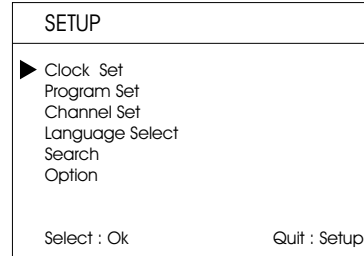 SETUP
Clock Set
Program Set
Channel Set
Language Select
Search
Option
Select : Ok Quit : Setup